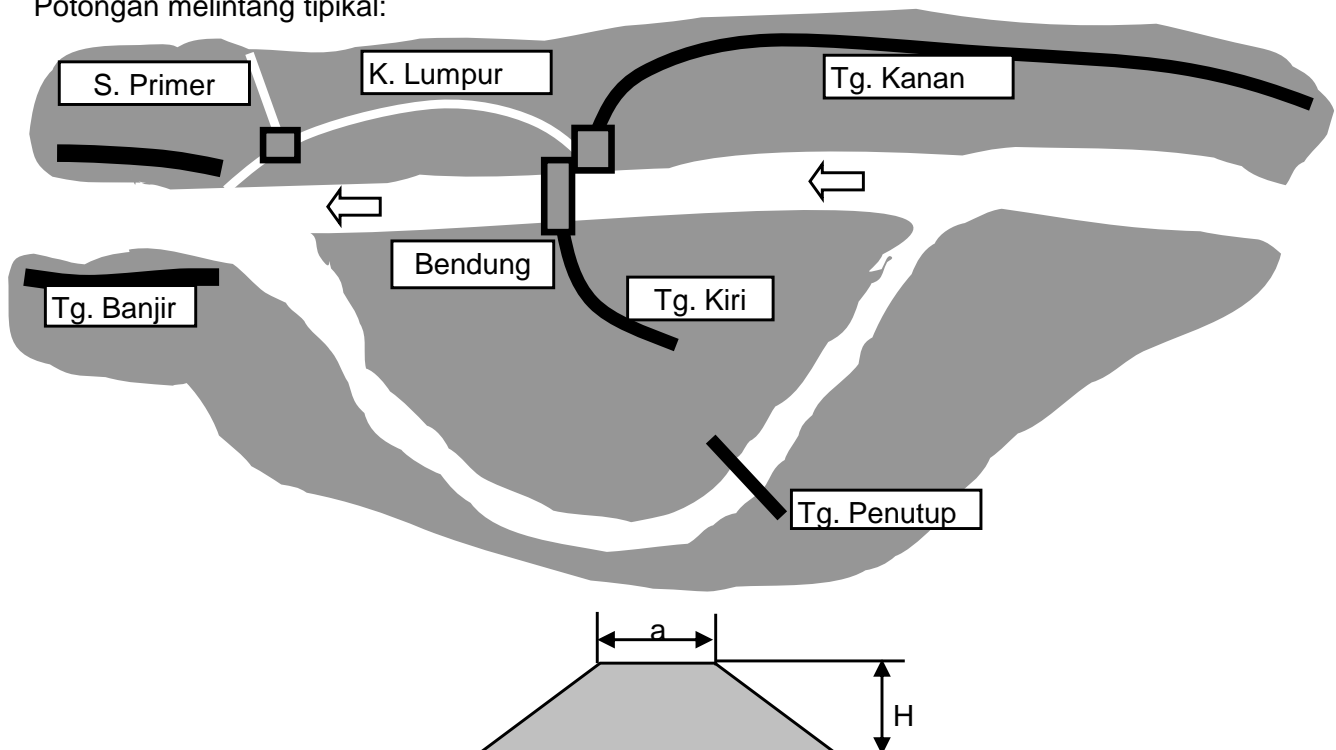 Potongan melintang tipikal:
S. Primer
K. Lumpur
Tg. Kanan
Bendung
Tg. Kiri
Tg. Banjir
Tg. Penutup
a
H